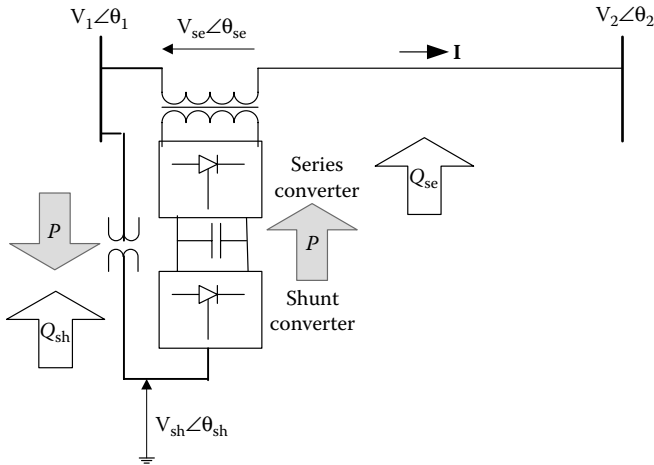 V₁∠θ₁
V_se∠θ_se
V₂∠θ₂
I
Series
converter
Q_se
P
P
Shunt
converter
Q_sh
V_sh∠θ_sh